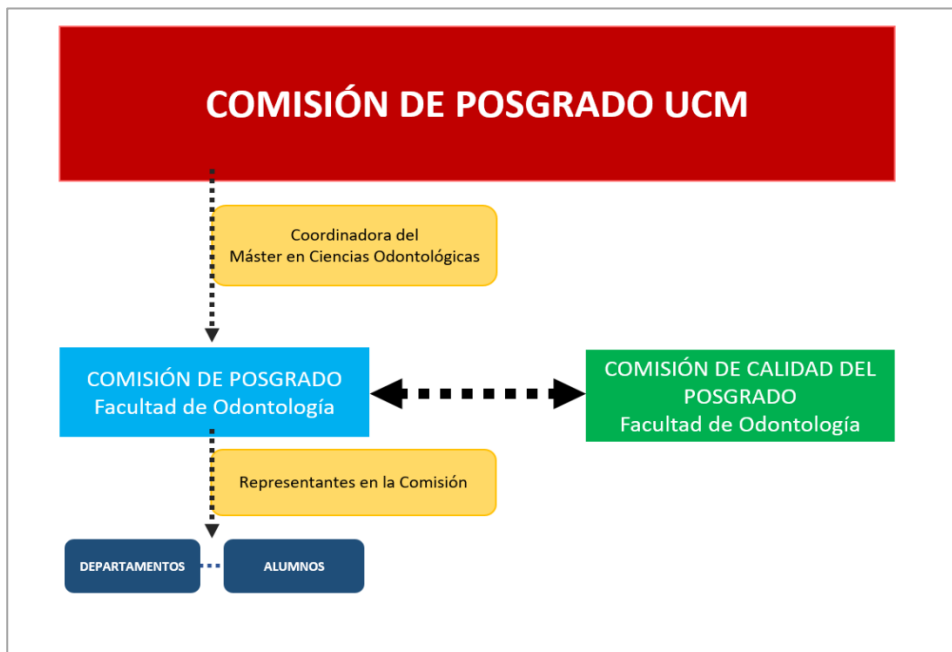 COMISIÓN DE POSGRADO UCM
Coordinadora del
Máster en Ciencias Odontológicas
COMISIÓN DE POSGRADO
Facultad de Odontología
COMISIÓN DE CALIDAD DEL
POSGRADO
Facultad de Odontología
Representantes en la Comisión
DEPARTAMENTOS
ALUMNOS